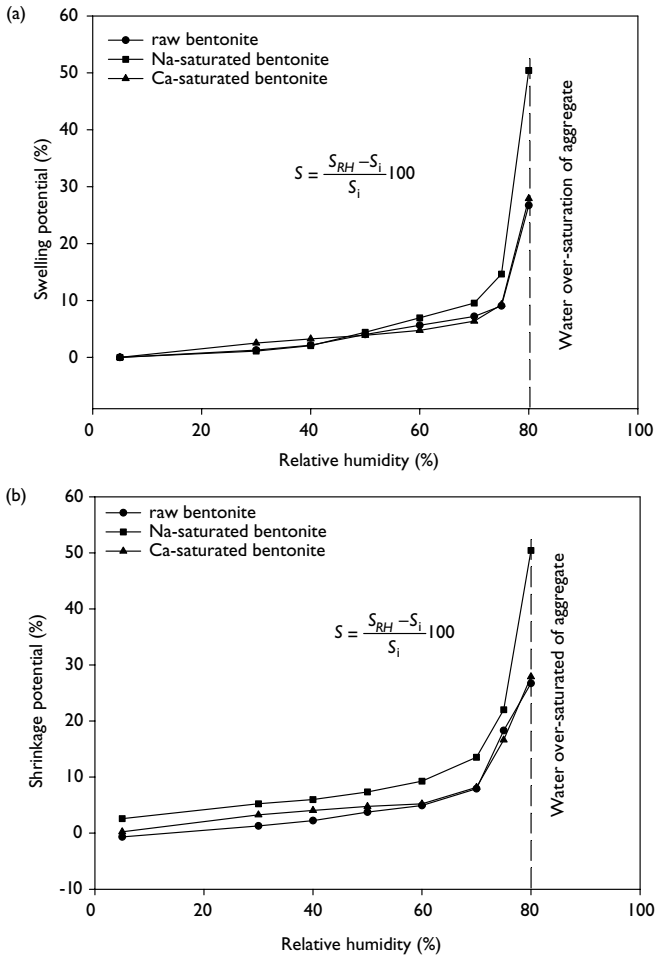 (a)
60
50
40
30
20
10
0
Swelling potential (%)
raw bentonite
Na-saturated bentonite
Ca-saturated bentonite
S = (S_RH – S_i) / S_i 100
Water over-saturation of aggregate
0 20 40 60 80 100
Relative humidity (%)
(b)
60
50
40
30
20
10
0
-10
Shrinkage potential (%)
raw bentonite
Na-saturated bentonite
Ca-saturated bentonite
S = (S_RH – S_i) / S_i 100
Water over-saturated of aggregate
0 20 40 60 80 100
Relative humidity (%)